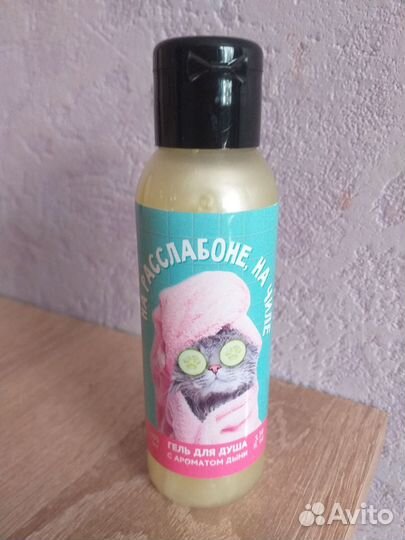 НА РАССЛАБОНЕ, НА ЧИЛЕ
ГЕЛЬ ДЛЯ ДУША
С АРОМАТОМ ДЫНИ
Avito